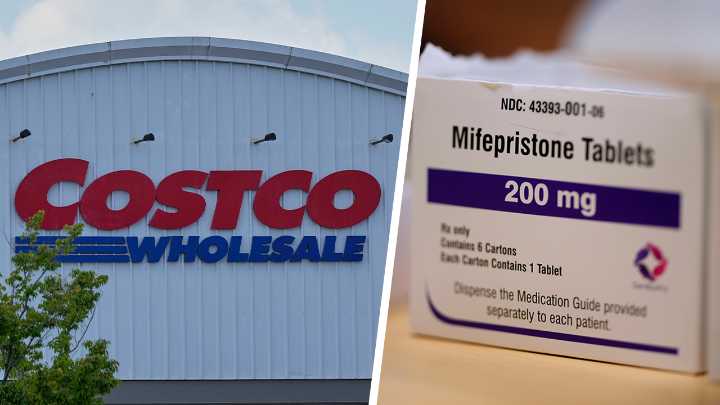 COSTCO
WHOLESALE
NDC: 43393-001-06
Mifepristone Tablets
200 mg
Rx only
Contains 6 Cartons
Each Carton Contains 1 Tablet
GenBioPro
Dispense the Medication Guide provided
separately to each patient.